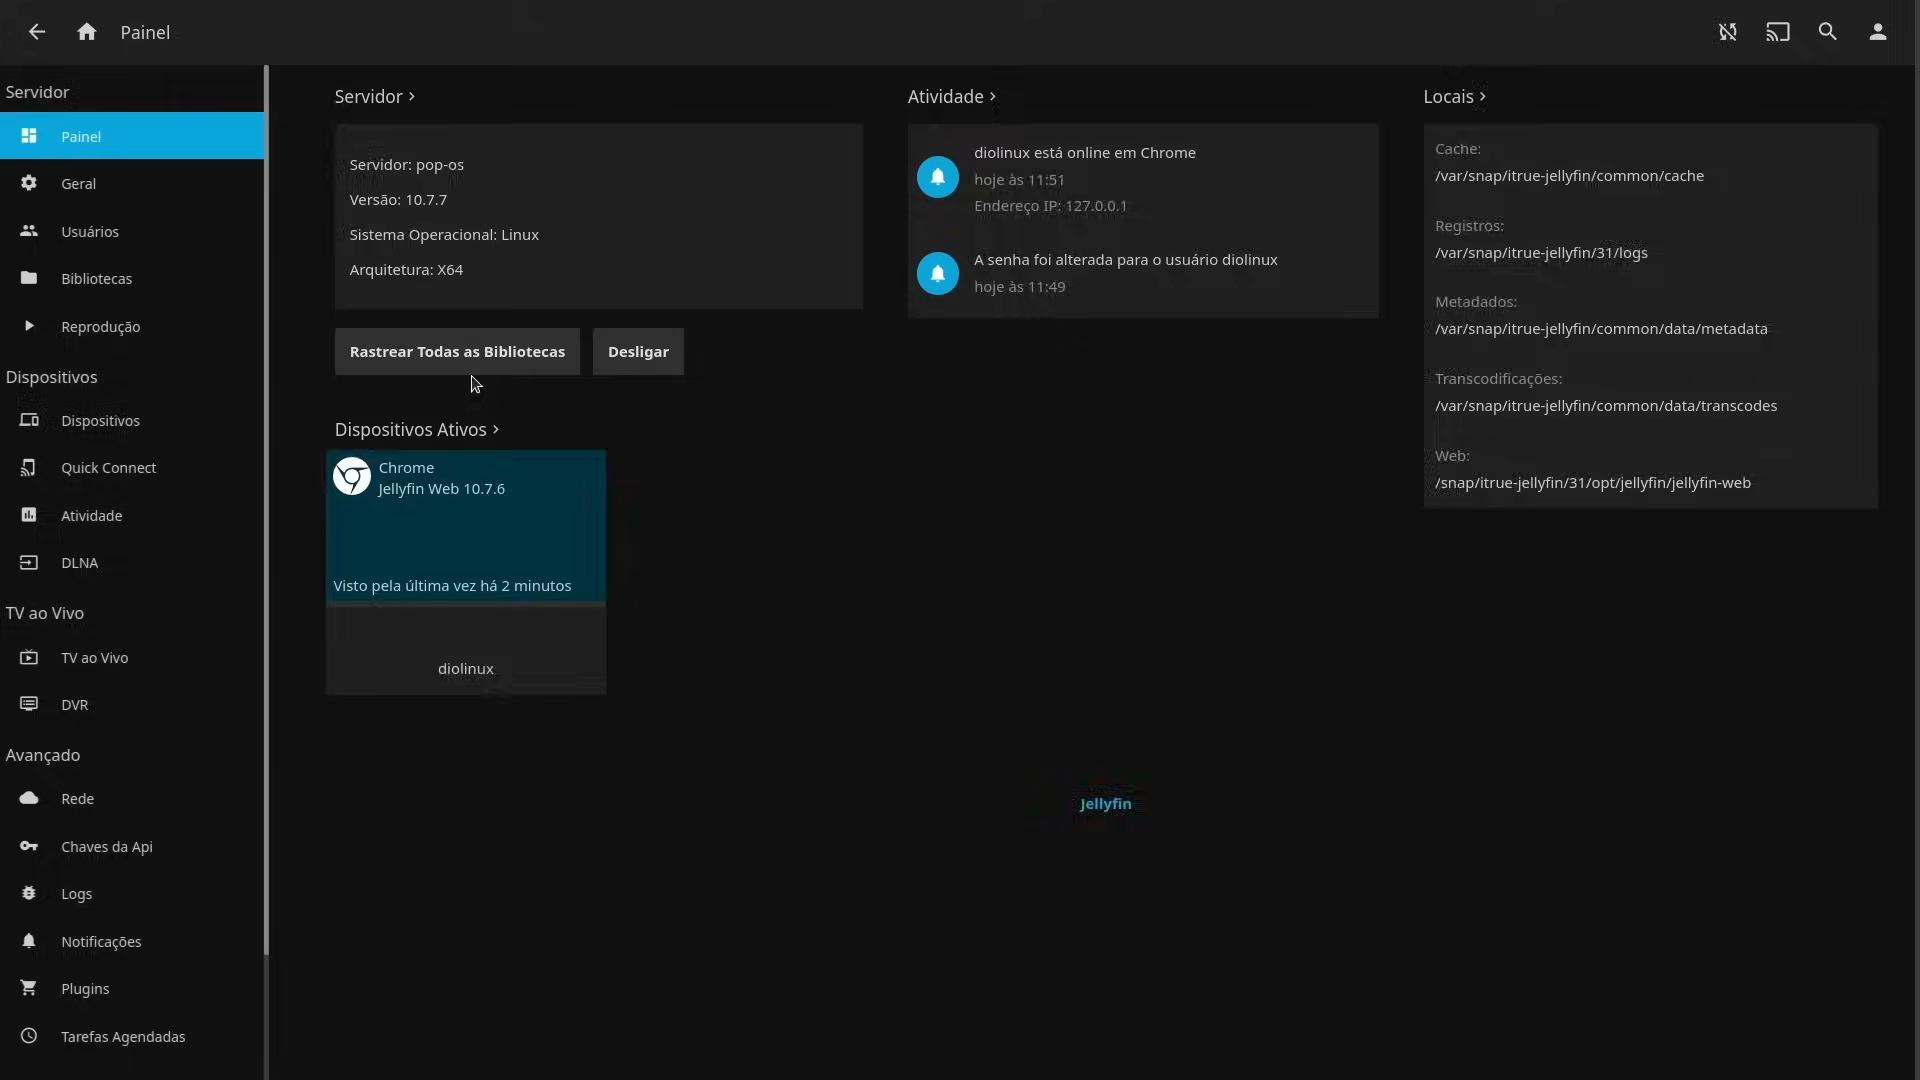 Painel
Servidor
Painel
Geral
Usuários
Bibliotecas
Reprodução
Dispositivos
Dispositivos
Quick Connect
Atividade
DLNA
TV ao Vivo
TV ao Vivo
DVR
Avançado
Rede
Chaves da Api
Logs
Notificações
Plugins
Tarefas Agendadas
Servidor
Servidor: pop-os
Versão: 10.7.7
Sistema Operacional: Linux
Arquitetura: X64
Rastrear Todas as Bibliotecas
Desligar
Dispositivos Ativos
Chrome
Jellyfin Web 10.7.6
Visto pela última vez há 2 minutos
diolinux
Atividade
diolinux está online em Chrome
hoje às 11:51
Endereço IP: 127.0.0.1
A senha foi alterada para o usuário diolinux
hoje às 11:49
Locais
Cache:
/var/snap/itrue-jellyfin/common/cache
Registros:
/var/snap/itrue-jellyfin/31/logs
Metadados:
/var/snap/itrue-jellyfin/common/data/metadata
Transcodificações:
/var/snap/itrue-jellyfin/common/data/transcodes
Web:
/snap/itrue-jellyfin/31/opt/jellyfin/jellyfin-web
Jellyfin